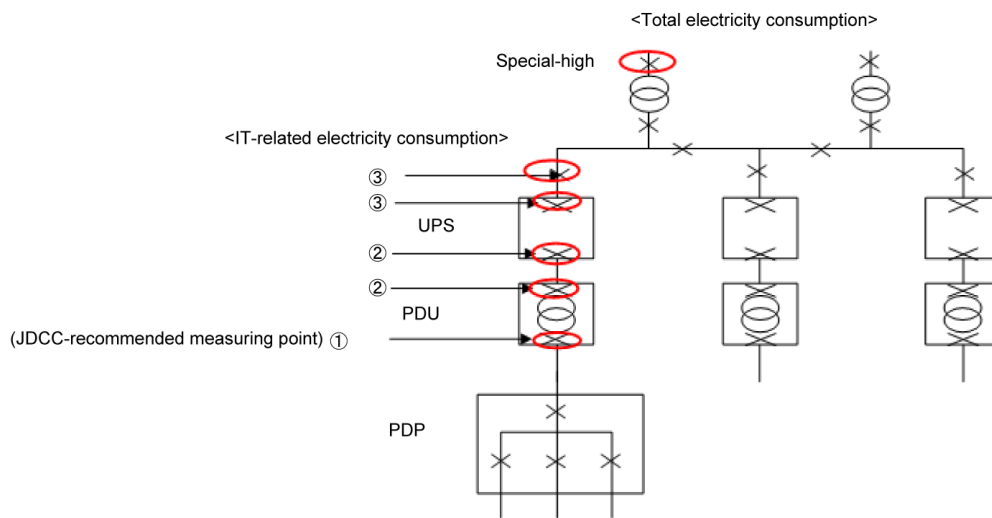 <Total electricity consumption>
Special-high
<IT-related electricity consumption>
③
③
UPS
②
②
PDU
(JDCC-recommended measuring point) ①
PDP